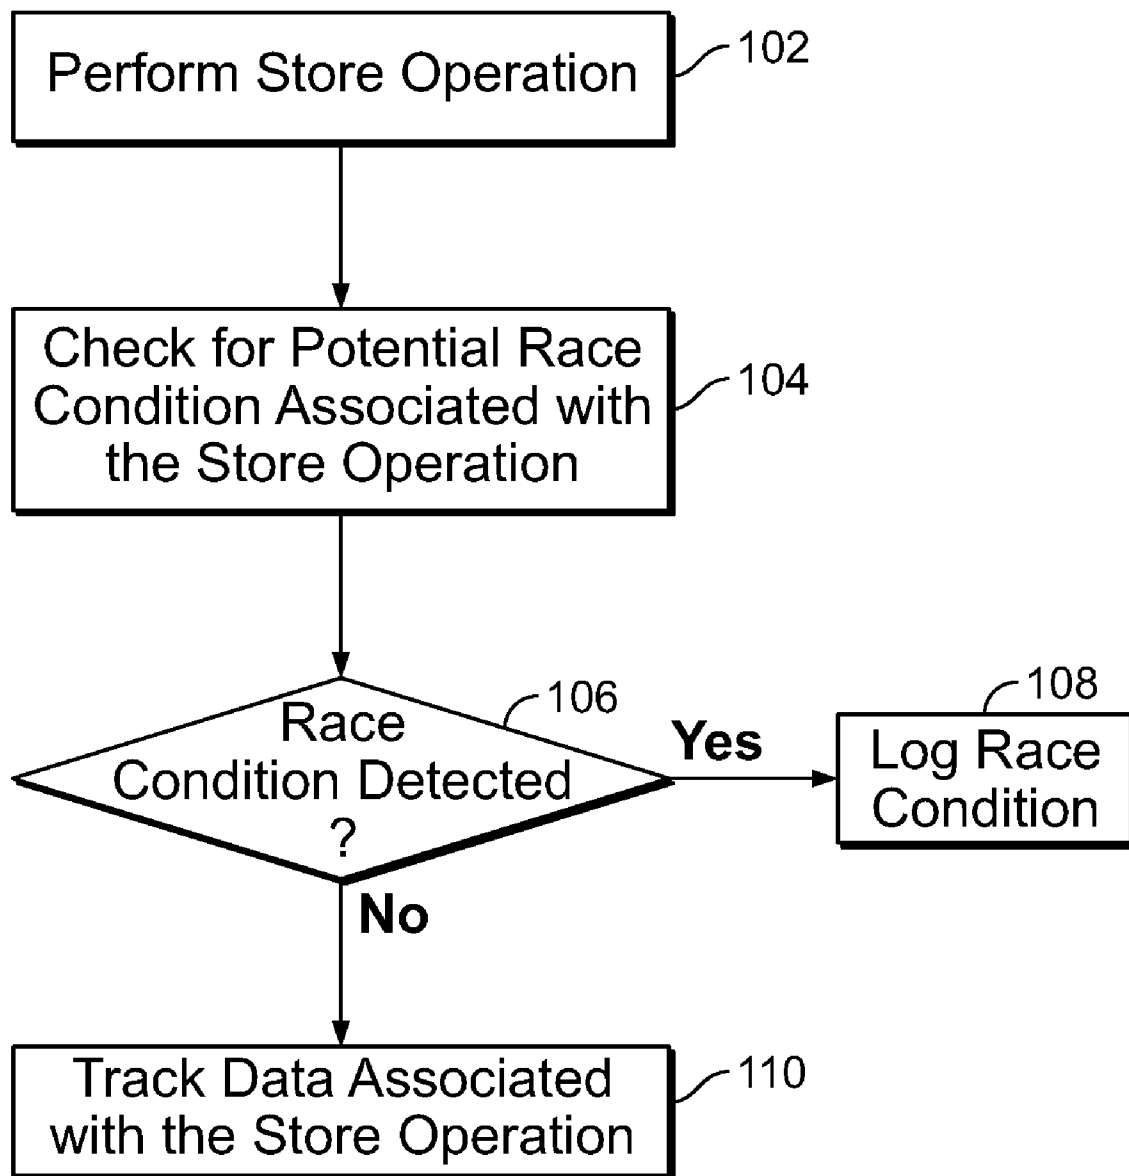 Perform Store Operation
102
Check for Potential Race
Condition Associated with
the Store Operation
104
Race
Condition Detected
?
106
Yes
108
Log Race
Condition
No
Track Data Associated
with the Store Operation
110